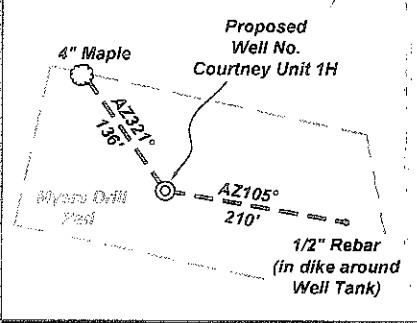 Proposed
Well No.
Courtney Unit 1H
4" Maple
AZ321°
136'
AZ105°
210'
Myers Drill
Pad
1/2" Rebar
(in dike around
Well Tank)